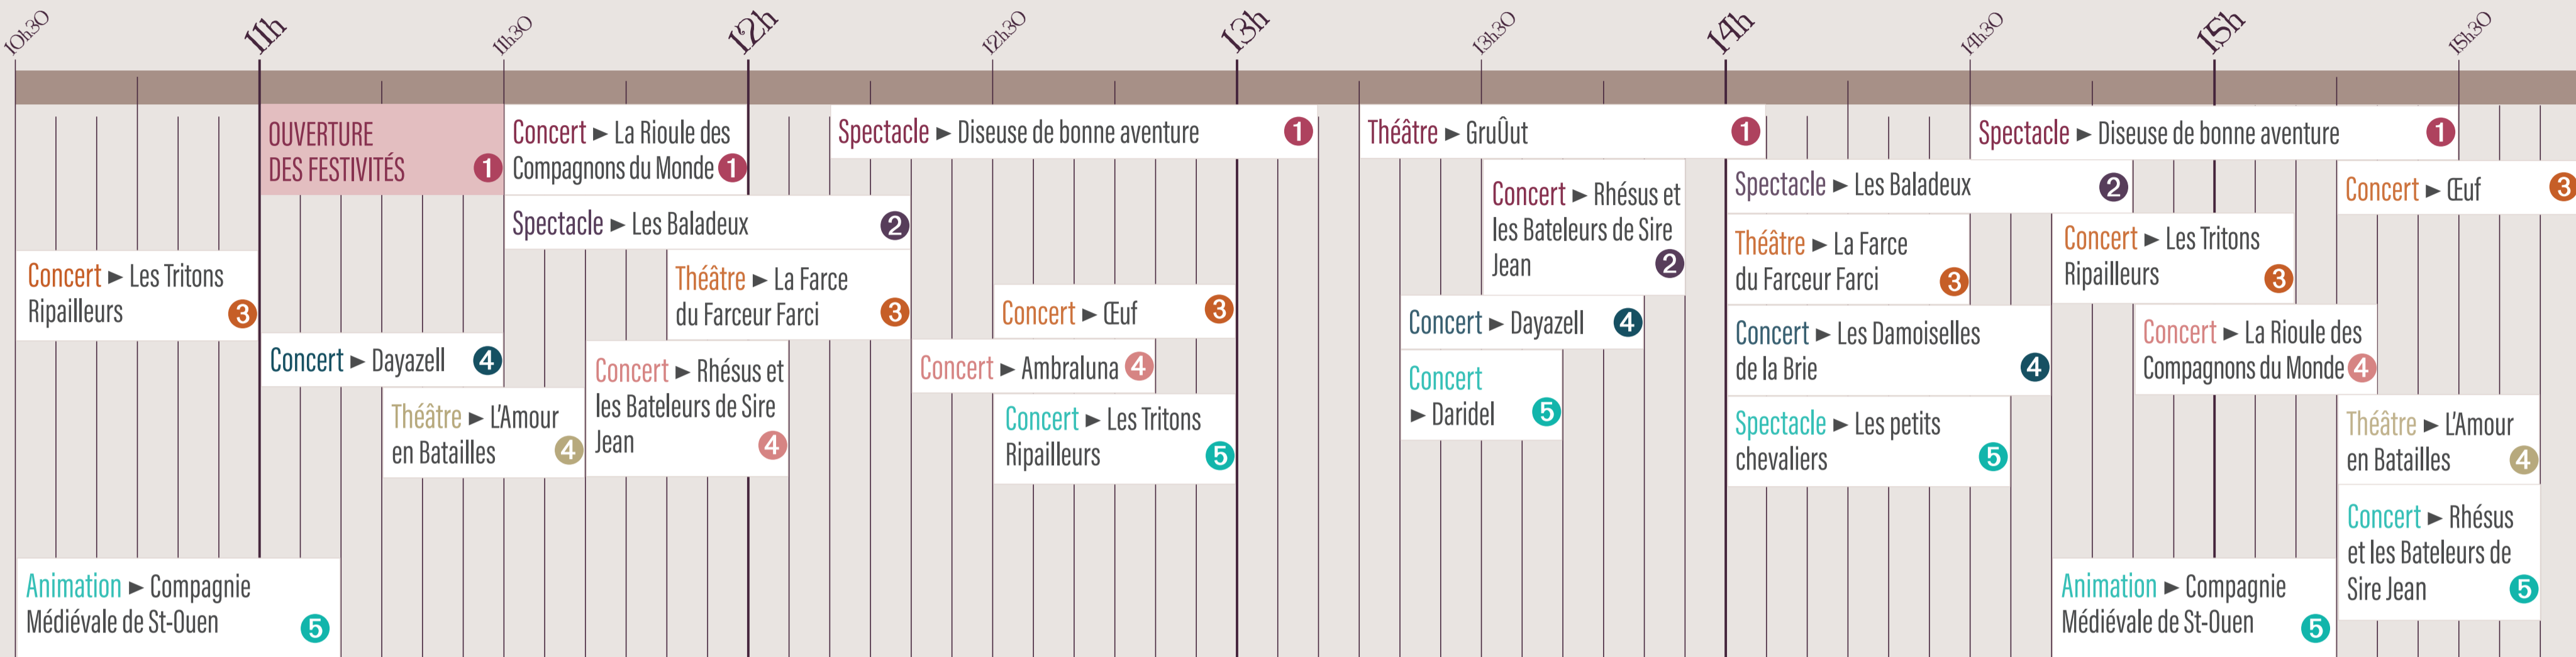 10h30
11h
11h30
12h
12h30
13h
13h30
14h
14h30
15h
15h30
OUVERTURE
DES FESTIVITÉS 1
Concert ► La Rioule des
Compagnons du Monde 1
Spectacle ► Diseuse de bonne aventure 1
Théâtre ► GruÛut 1
Spectacle ► Diseuse de bonne aventure 1
Spectacle ► Les Baladeux 2
Concert ► Rhésus et
les Bateleurs de Sire
Jean 2
Spectacle ► Les Baladeux 2
Concert ► Œuf 3
Concert ► Les Tritons
Ripailleurs 3
Théâtre ► La Farce
du Farceur Farci 3
Concert ► Œuf 3
Théâtre ► La Farce
du Farceur Farci 3
Concert ► Les Tritons
Ripailleurs 3
Concert ► Dayazell 4
Concert ► Rhésus et
les Bateleurs de Sire
Jean 4
Concert ► Ambraluna 4
Concert ► Dayazell 4
Concert ► Les Damoiselles
de la Brie 4
Concert ► La Rioule des
Compagnons du Monde 4
Théâtre ► L'Amour
en Batailles 4
Concert ► Les Tritons
Ripailleurs 5
Concert
► Daridel 5
Spectacle ► Les petits
chevaliers 5
Théâtre ► L'Amour
en Batailles 4
Concert ► Rhésus
et les Bateleurs de
Sire Jean 5
Animation ► Compagnie
Médiévale de St-Ouen 5
Animation ► Compagnie
Médiévale de St-Ouen 5